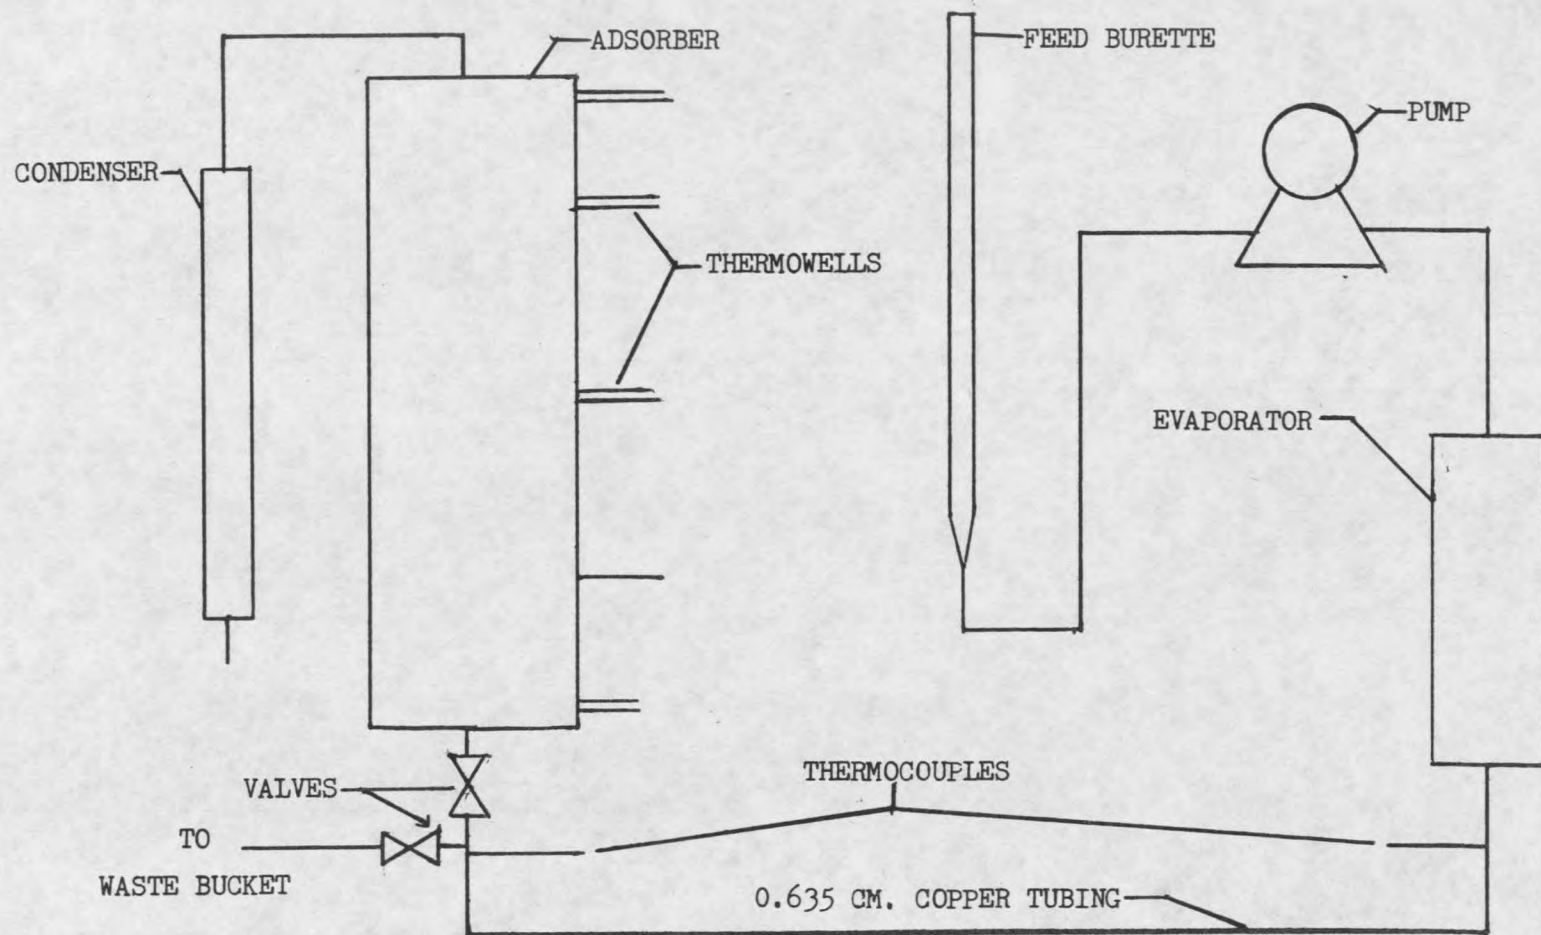 ADSORBER
FEED BURETTE
PUMP
CONDENSER
THERMOWELLS
EVAPORATOR
THERMOCOUPLES
VALVES
TO
WASTE BUCKET
0.635 CM. COPPER TUBING